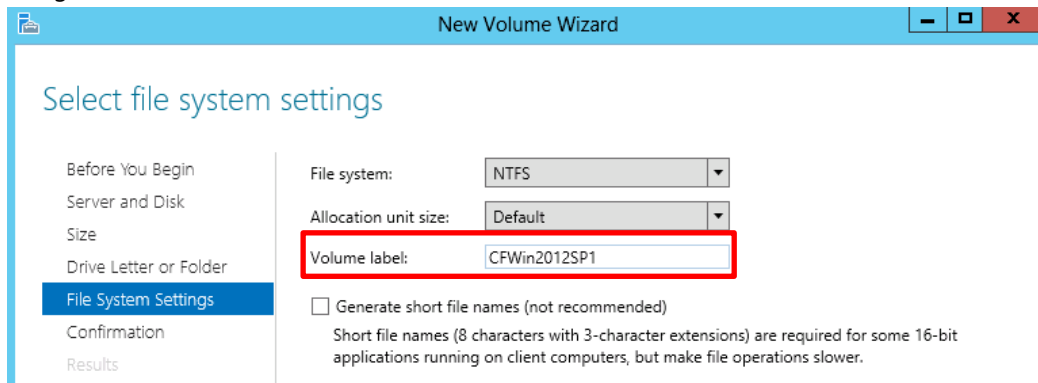 New Volume Wizard
Select file system settings
Before You Begin
Server and Disk
Size
Drive Letter or Folder
File System Settings
Confirmation
Results
File system: NTFS
Allocation unit size: Default
Volume label: CFWin2012SP1
Generate short file names (not recommended)
Short file names (8 characters with 3-character extensions) are required for some 16-bit
applications running on client computers, but make file operations slower.